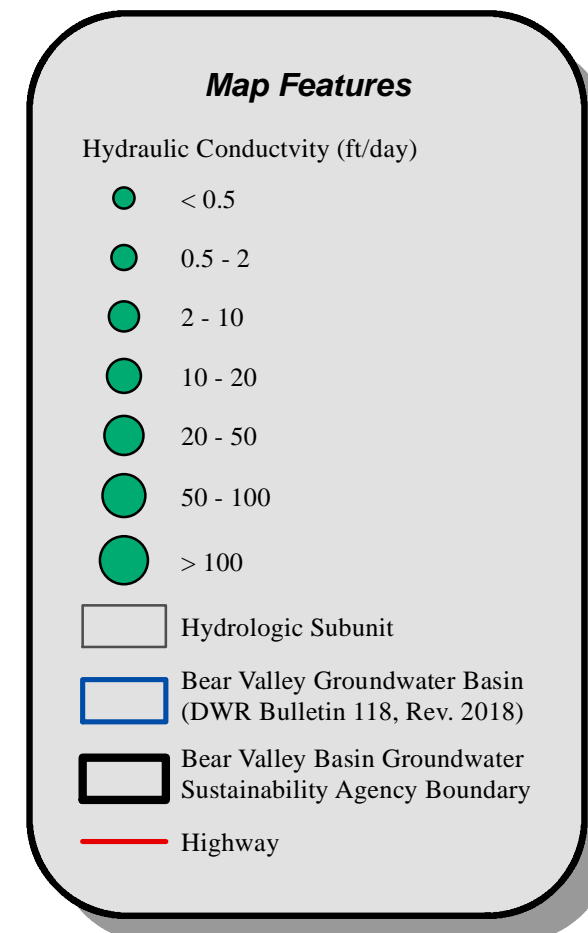 Map Features
Hydraulic Conductvity (ft/day)
< 0.5
0.5 - 2
2 - 10
10 - 20
20 - 50
50 - 100
> 100
Hydrologic Subunit
Bear Valley Groundwater Basin
(DWR Bulletin 118, Rev. 2018)
Bear Valley Basin Groundwater
Sustainability Agency Boundary
Highway